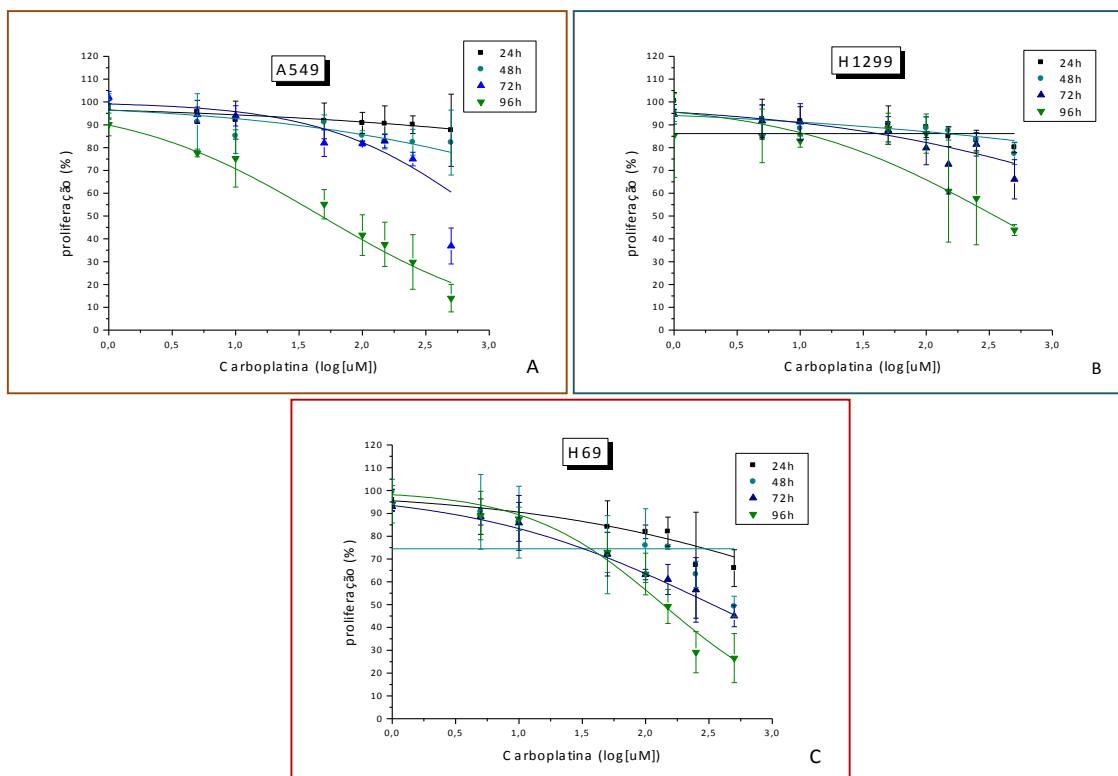 A549
24h
48h
72h
96h
proliferação (%)
120
110
100
90
80
70
60
50
40
30
20
10
0
0,0 0,5 1,0 1,5 2,0 2,5 3,0
Carboplatina (log[uM])
A
H1299
24h
48h
72h
96h
proliferação (%)
120
110
100
90
80
70
60
50
40
30
20
10
0
0,0 0,5 1,0 1,5 2,0 2,5 3,0
Carboplatina (log[uM])
B
H69
24h
48h
72h
96h
proliferação (%)
120
110
100
90
80
70
60
50
40
30
20
10
0
0,0 0,5 1,0 1,5 2,0 2,5 3,0
Carboplatina (log[uM])
C